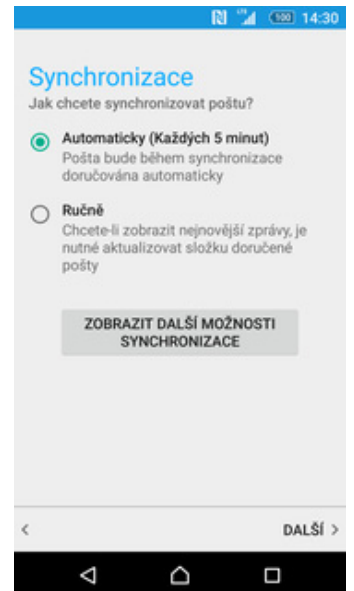 100 14:30
Synchronizace
Jak chcete synchronizovat poštu?
Automaticky (Každých 5 minut)
Pošta bude během synchronizace
doručována automaticky
Ručně
Chcete-li zobrazit nejnovější zprávy, je
nutné aktualizovat složku doručené
pošty
ZOBRAZIT DALŠÍ MOŽNOSTI
SYNCHRONIZACE
DALŠÍ